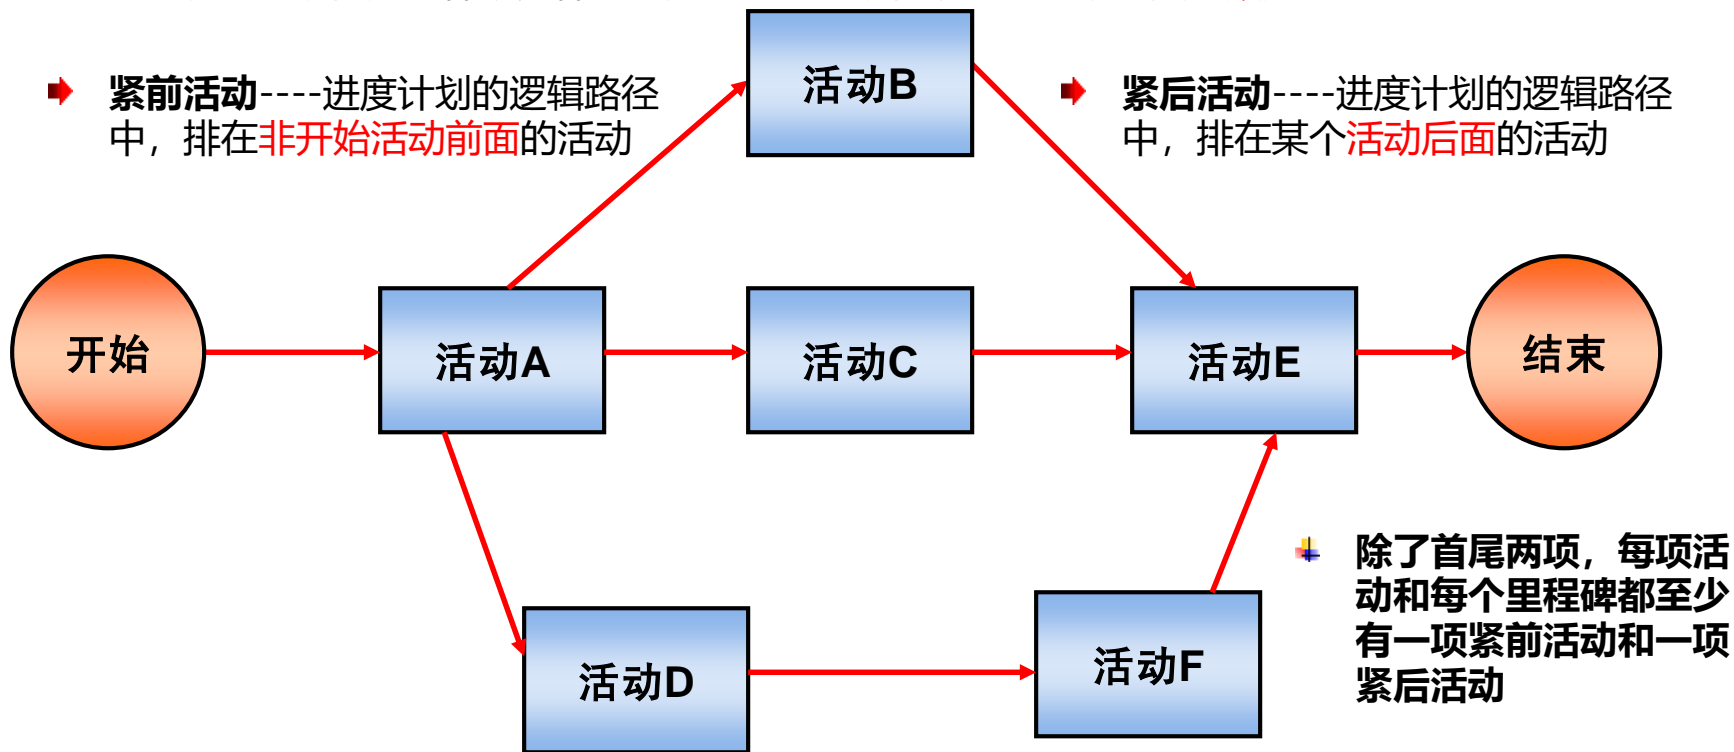 活动B
紧前活动----进度计划的逻辑路径
中，排在非开始活动前面的活动
紧后活动----进度计划的逻辑路径
中，排在某个活动后面的活动
开始
活动A
活动C
活动E
结束
除了首尾两项，每项活
动和每个里程碑都至少
有一项紧前活动和一项
紧后活动
活动D
活动F